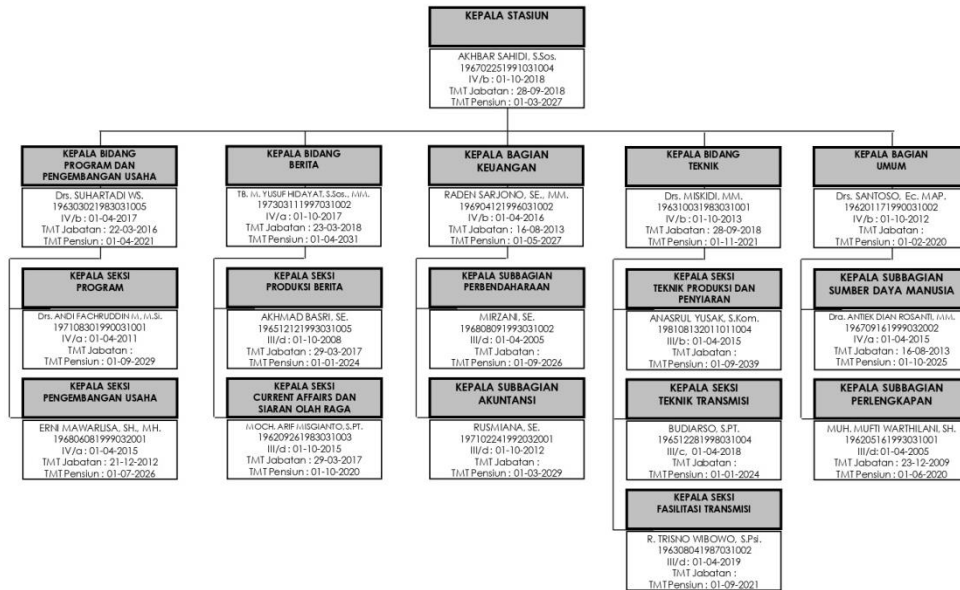 KEPALA STASIUN
AKHBAR SAHIDI, S.Sos.
196702251991031004
IV/b : 01-10-2018
TMT Jabatan : 28-09-2018
TMT Pensiun : 01-03-2027
KEPALA BIDANG
PROGRAM DAN
PENGEMBANGAN USAHA
Drs. SUHARTADI WS.
196303021983031005
IV/b : 01-04-2017
TMT Jabatan : 22-03-2016
TMT Pensiun : 01-04-2021
KEPALA SEKSI
PROGRAM
Drs. ANDI FACHRUDDIN M, M.Si.
197108301990031001
IV/a : 01-04-2011
TMT Jabatan :
TMT Pensiun : 01-09-2029
KEPALA SEKSI
PENGEMBANGAN USAHA
ERNI MAWARLISA, SH., MH.
196806081999032001
IV/a : 01-04-2015
TMT Jabatan : 21-12-2012
TMT Pensiun : 01-07-2026
KEPALA BIDANG
BERITA
TB. M. YUSUF HIDAYAT, S.Sos., MM.
197303111997031002
IV/a : 01-10-2017
TMT Jabatan : 23-03-2018
TMT Pensiun : 01-04-2031
KEPALA SEKSI
PRODUKSI BERITA
AKHMAD BASRI, SE.
196512121993031005
III/d : 01-10-2008
TMT Jabatan : 29-03-2017
TMT Pensiun : 01-01-2024
KEPALA SEKSI
CURRENT AFFAIRS DAN
SIARAN OLAH RAGA
MOCH. ARIF MISGIANTO, S.PT.
196209261983031003
III/d : 01-10-2015
TMT Jabatan : 29-03-2017
TMT Pensiun : 01-10-2020
KEPALA BAGIAN
KEUANGAN
RADEN SARJONO, SE., MM.
196904121996031002
IV/b : 01-04-2016
TMT Jabatan : 16-08-2013
TMT Pensiun : 01-05-2027
KEPALA SUBBAGIAN
PERBENDAHARAAN
MIRZANI, SE.
196808091993031002
III/d : 01-04-2005
TMT Jabatan :
TMT Pensiun : 01-09-2026
KEPALA SUBBAGIAN
AKUNTANSI
RUSMIANA, SE.
197102241992032001
III/d : 01-10-2012
TMT Jabatan :
TMT Pensiun : 01-03-2029
KEPALA BIDANG
TEKNIK
Drs. MISKIDI, MM.
196310031983031001
IV/b : 01-10-2013
TMT Jabatan : 28-09-2018
TMT Pensiun : 01-11-2021
KEPALA SEKSI
TEKNIK PRODUKSI DAN
PENYIARAN
ANASRUL YUSAK, S.Kom.
198108132011011004
III/b : 01-04-2015
TMT Jabatan :
TMT Pensiun : 01-09-2039
KEPALA SEKSI
TEKNIK TRANSMISI
BUDIARSO, S.PT.
196512281998031004
III/c, 01-04-2018
TMT Jabatan :
TMT Pensiun : 01-01-2024
KEPALA SEKSI
FASILITASI TRANSMISI
R. TRISNO WIBOWO, S.Psi.
196308041987031002
III/d : 01-04-2019
TMT Jabatan :
TMT Pensiun : 01-09-2021
KEPALA BAGIAN
UMUM
Drs. SANTOSO, Ec. MAP.
196201171990031002
IV/b : 01-10-2012
TMT Jabatan :
TMT Pensiun : 01-02-2020
KEPALA SUBBAGIAN
SUMBER DAYA MANUSIA
Dra. ANTIEK DIAN ROSANTI, MM.
196709161999032002
IV/a : 01-04-2015
TMT Jabatan : 16-08-2013
TMT Pensiun : 01-10-2025
KEPALA SUBBAGIAN
PERLENGKAPAN
MUH. MUFTI WARTHILANI, SH.
196205161993031001
III/d: 01-04-2005
TMT Jabatan : 23-12-2009
TMT Pensiun : 01-06-2020